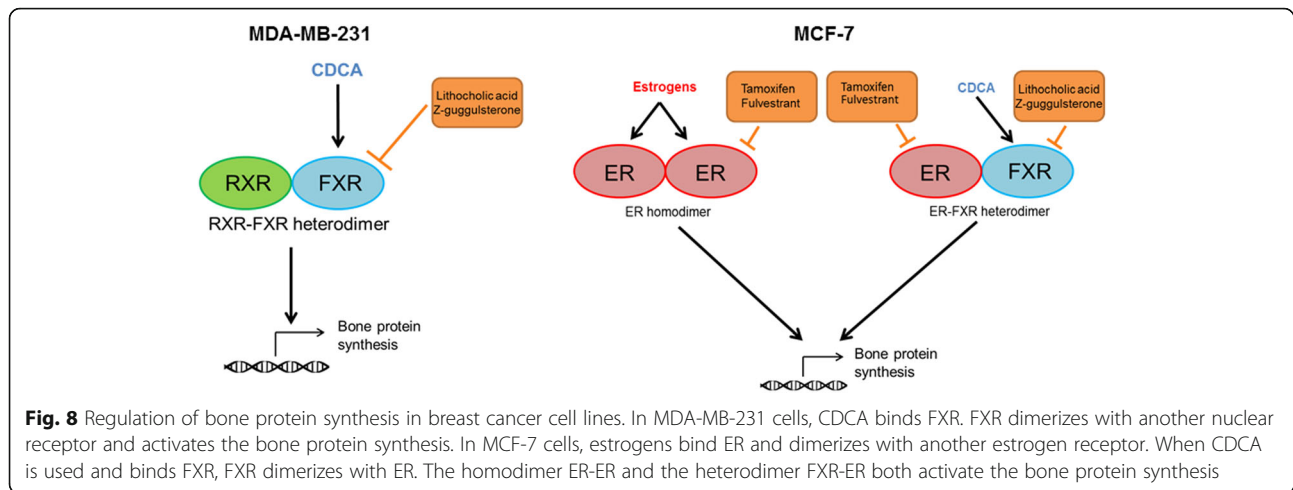 MDA-MB-231
CDCA
Lithocholic acid
Z-guggulsterone
RXR
FXR
RXR-FXR heterodimer
Bone protein
synthesis
MCF-7
Estrogens
Tamoxifen
Fulvestrant
ER
ER
ER homodimer
Tamoxifen
Fulvestrant
CDCA
Lithocholic acid
Z-guggulsterone
ER
FXR
ER-FXR heterodimer
Bone protein
synthesis
Fig. 8 Regulation of bone protein synthesis in breast cancer cell lines. In MDA-MB-231 cells, CDCA binds FXR. FXR dimerizes with another nuclear
receptor and activates the bone protein synthesis. In MCF-7 cells, estrogens bind ER and dimerizes with another estrogen receptor. When CDCA
is used and binds FXR, FXR dimerizes with ER. The homodimer ER-ER and the heterodimer FXR-ER both activate the bone protein synthesis